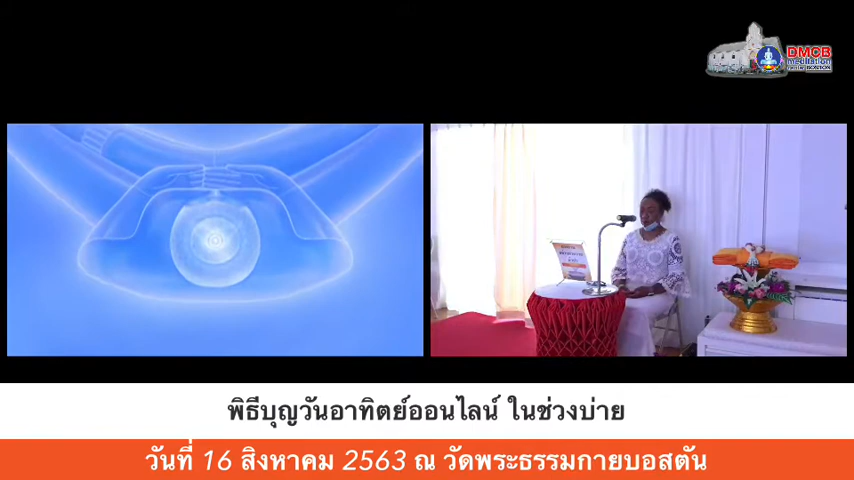 DMCB
meditation
Center BOSTON
พิธีบุญวันอาทิตย์ออนไลน์ ในช่วงบ่าย
วันที่ 16 สิงหาคม 2563 ณ วัดพระธรรมกายบอสตัน